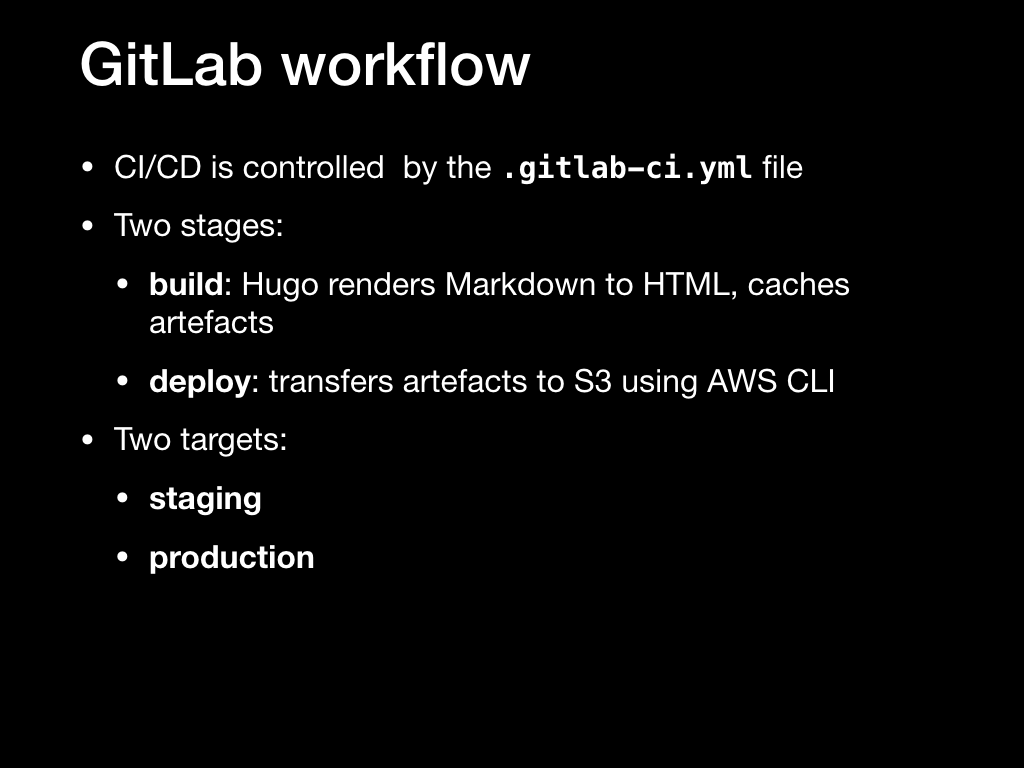 GitLab workflow
• CI/CD is controlled  by the .gitlab-ci.yml file
• Two stages:
• build: Hugo renders Markdown to HTML, caches
artefacts
• deploy: transfers artefacts to S3 using AWS CLI
• Two targets:
• staging
• production